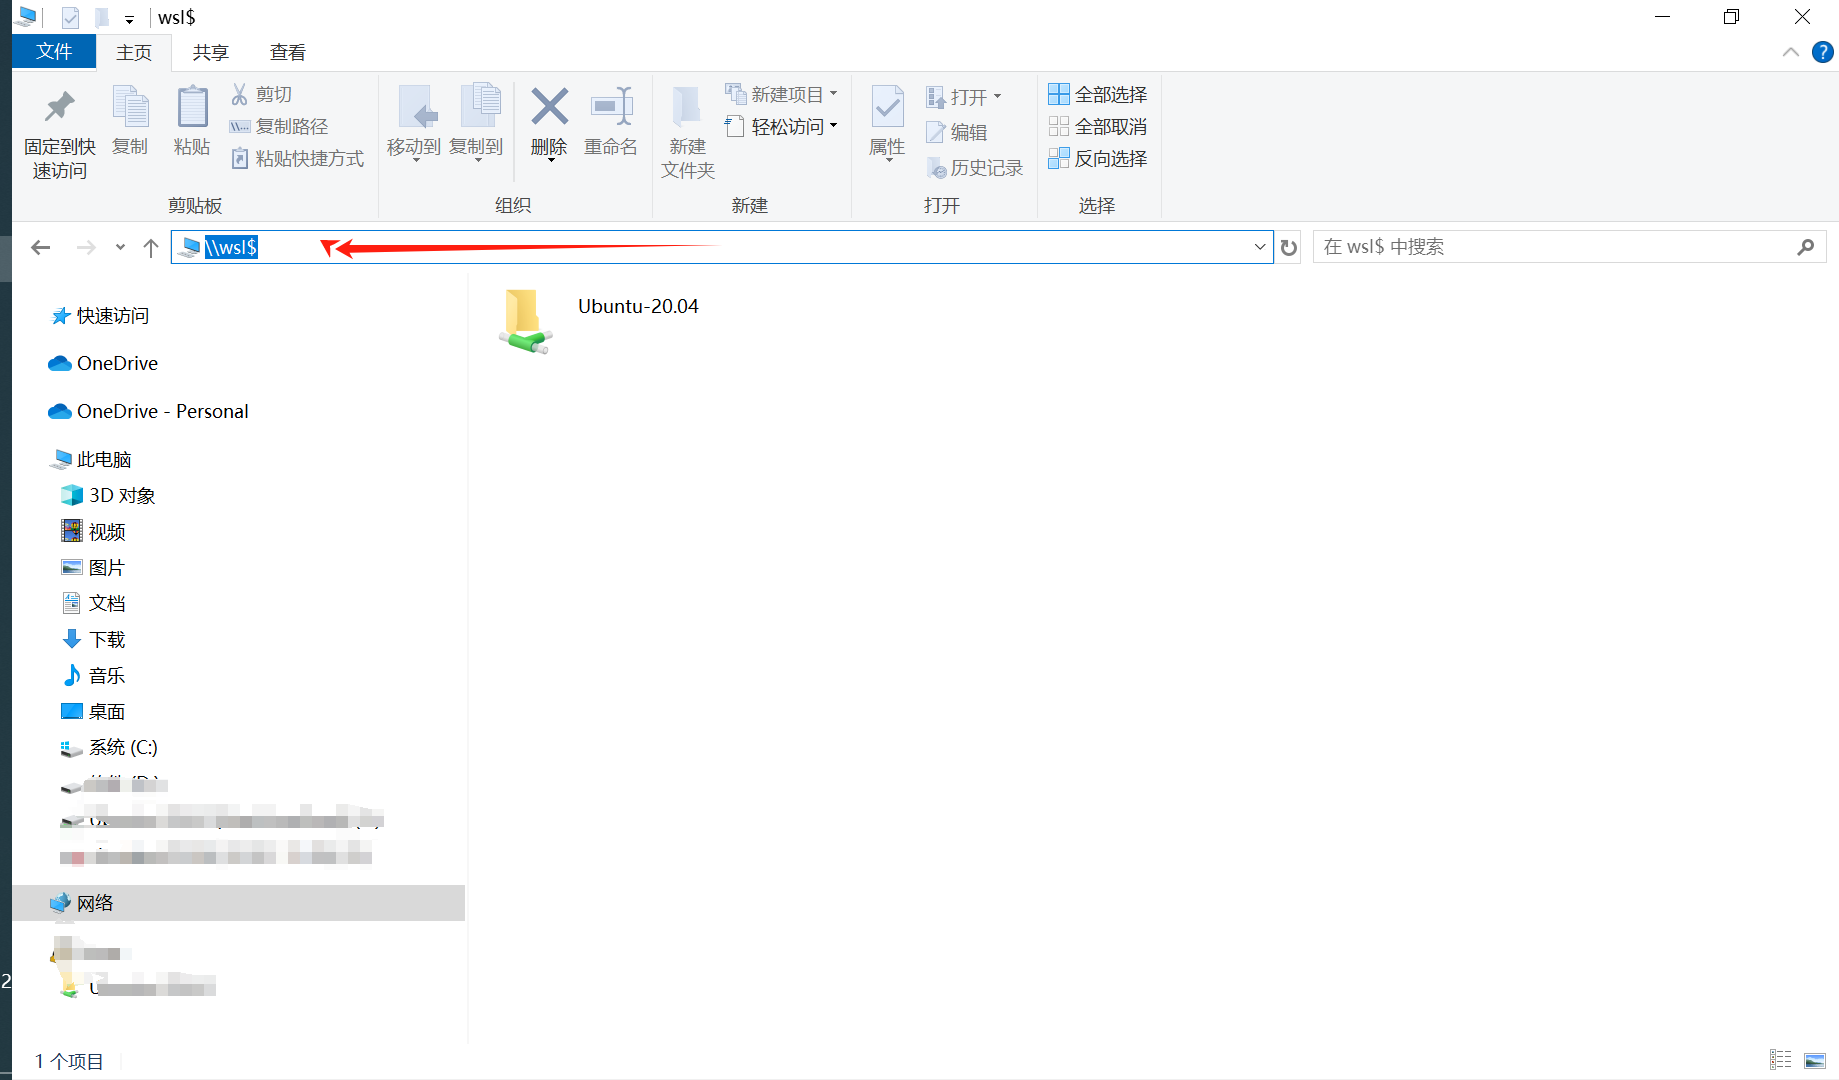 wsl$
文件 主页 共享 查看
固定到快速访问
复制
粘贴
剪切
复制路径
粘贴快捷方式
剪贴板
移动到
复制到
删除
重命名
组织
新建文件夹
新建项目
轻松访问
新建
属性
打开
编辑
历史记录
打开
全部选择
全部取消
反向选择
选择
\\wsl$
在 wsl$ 中搜索
快速访问
OneDrive
OneDrive - Personal
此电脑
3D 对象
视频
图片
文档
下载
音乐
桌面
系统 (C:)
网络
Ubuntu-20.04
2
1 个项目